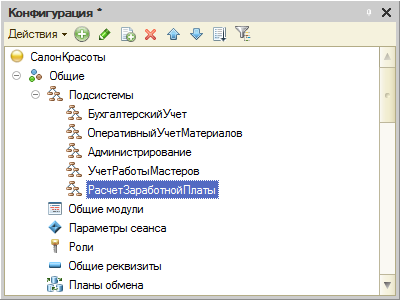 Конфигурация *
Действия
СалонКрасоты
Общие
Подсистемы
БухгалтерскийУчет
ОперативныйУчетМатериалов
Администрирование
УчетРаботыМастеров
РасчетЗаработнойПлаты
Общие модули
Параметры сеанса
Роли
Общие реквизиты
Планы обмена